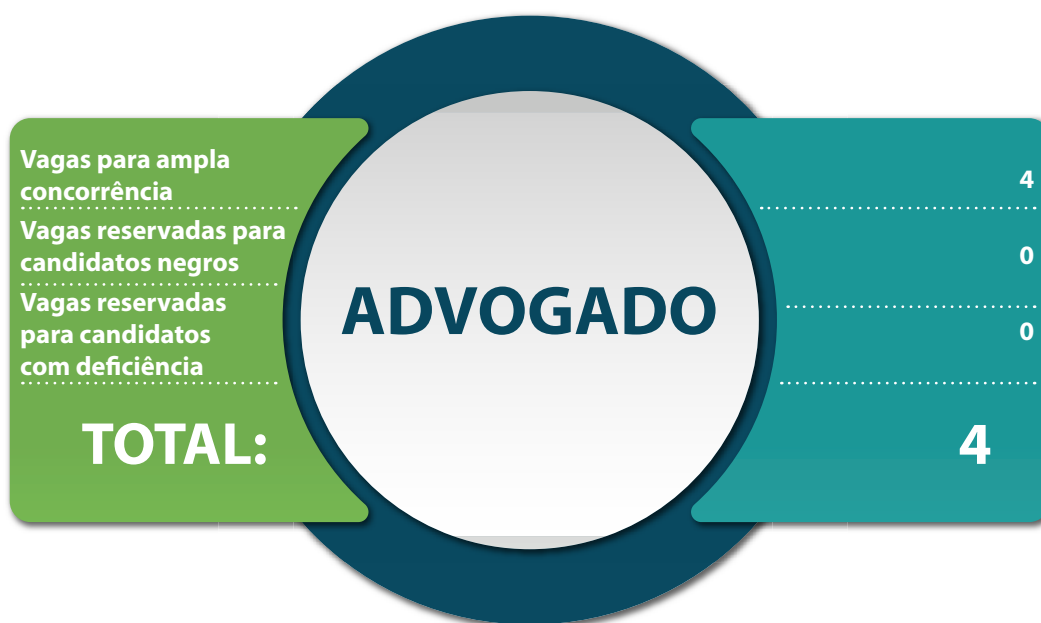 Vagas para ampla
concorrência
4
Vagas reservadas para
candidatos negros
0
Vagas reservadas
para candidatos
com deficiência
0
TOTAL:
4
ADVOGADO